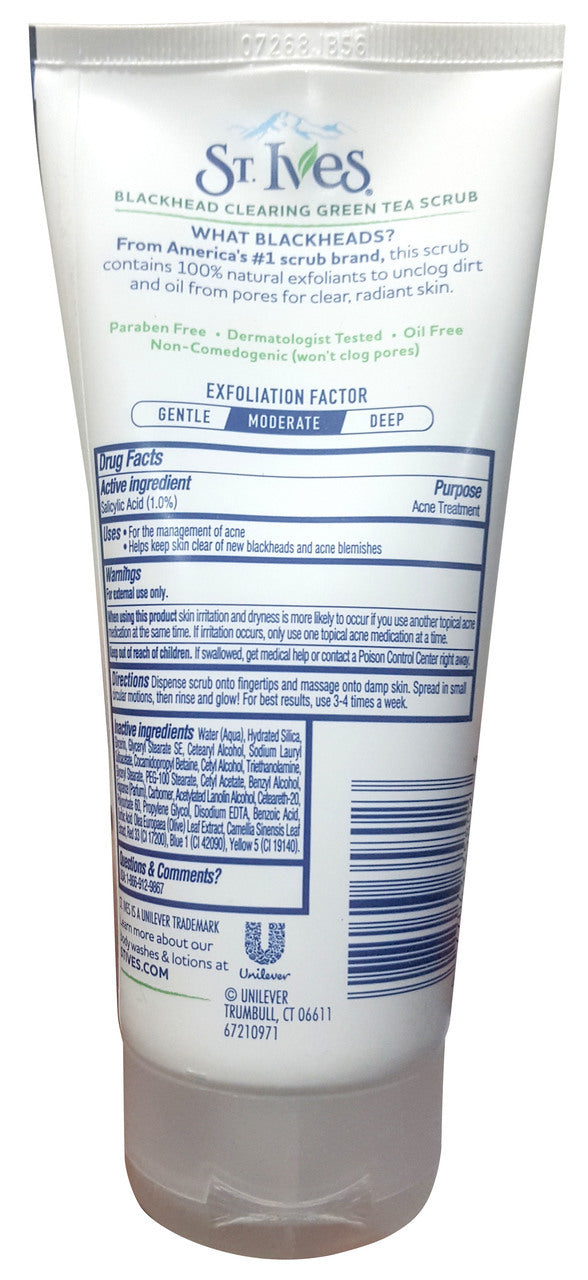 07268JB56
ST. IVES®
BLACKHEAD CLEARING GREEN TEA SCRUB
WHAT BLACKHEADS?
From America's #1 scrub brand, this scrub
contains 100% natural exfoliants to unclog dirt
and oil from pores for clear, radiant skin.
Paraben Free • Dermatologist Tested • Oil Free
Non-Comedogenic (won't clog pores)
EXFOLIATION FACTOR
GENTLE MODERATE DEEP
Drug Facts
Active ingredient Purpose
Salicylic Acid (1.0%) Acne Treatment
Uses • For the management of acne
• Helps keep skin clear of new blackheads and acne blemishes
Warnings
For external use only.
When using this product skin irritation and dryness is more likely to occur if you use another topical acne
medication at the same time. If irritation occurs, only use one topical acne medication at a time.
Keep out of reach of children. If swallowed, get medical help or contact a Poison Control Center right away.
Directions Dispense scrub onto fingertips and massage onto damp skin. Spread in small
circular motions, then rinse and glow! For best results, use 3-4 times a week.
Inactive ingredients Water (Aqua), Hydrated Silica,
Glyceryl Stearate SE, Cetearyl Alcohol, Sodium Lauryl
Cocamidopropyl Betaine, Cetyl Alcohol, Triethanolamine,
Stearate, PEG-100 Stearate, Cetyl Acetate, Benzyl Alcohol,
Parfum), Carbomer, Acetylated Lanolin Alcohol, Ceteareth-20,
60, Propylene Glycol, Disodium EDTA, Benzoic Acid,
Acid, Olea Europaea (Olive) Leaf Extract, Camellia Sinensis Leaf
Red 33 (CI 17200), Blue 1 (CI 42090), Yellow 5 (CI 19140).
Questions & Comments?
1-866-912-9867
ST. IVES IS A UNILEVER TRADEMARK
Learn more about our
body washes & lotions at
STIVES.COM
Unilever
© UNILEVER
TRUMBULL, CT 06611
67210971